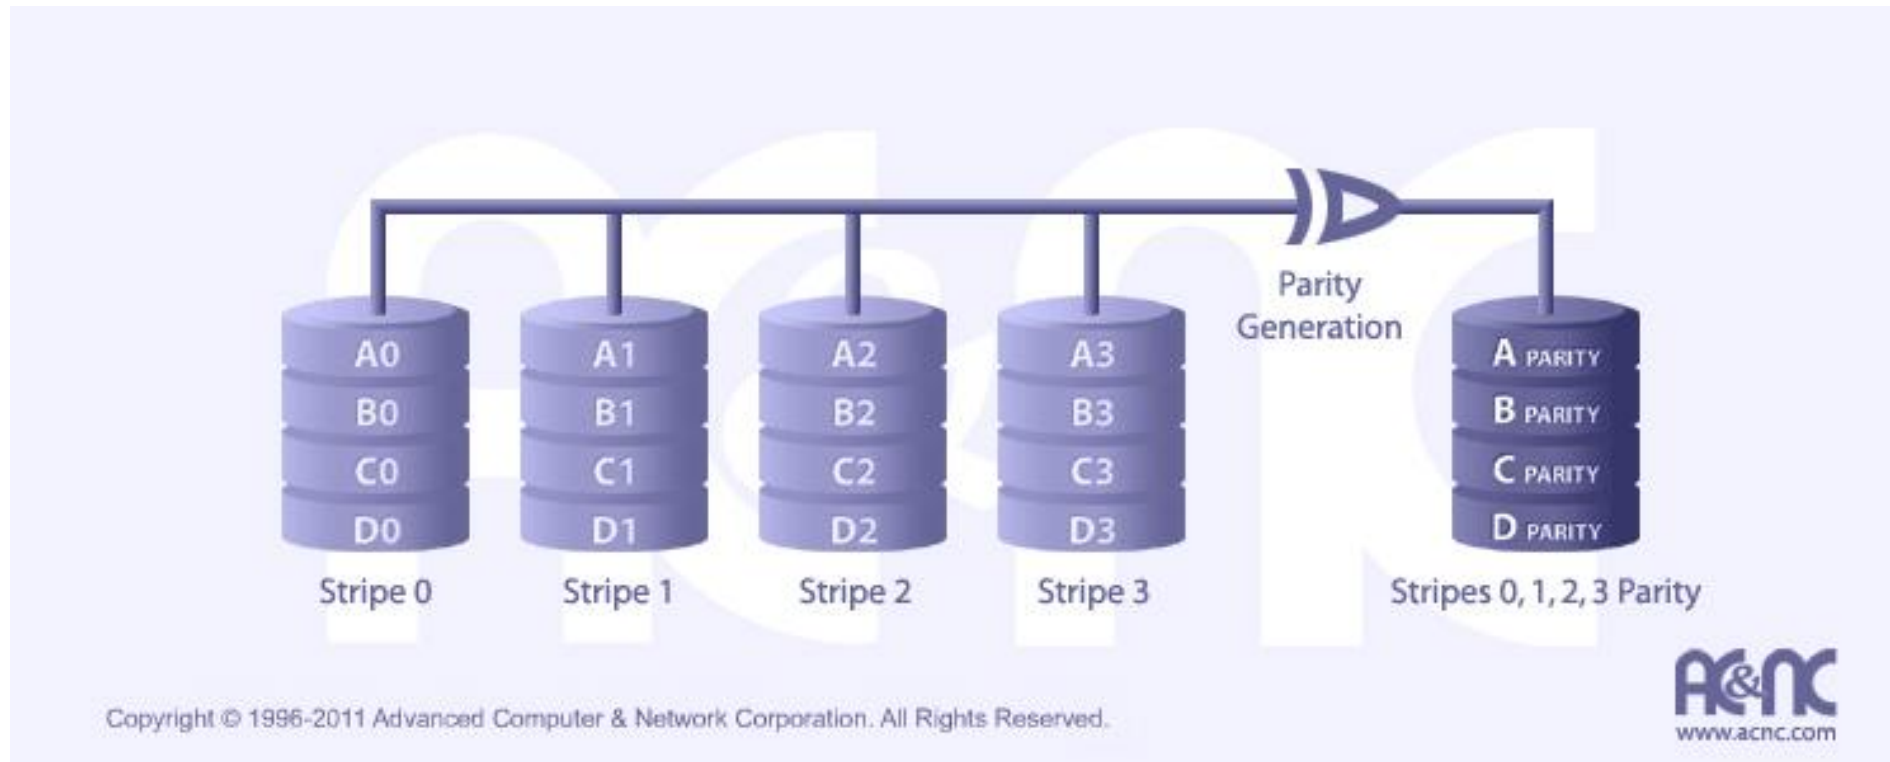 Parity
Generation
A0 A1 A2 A3 A PARITY
B0 B1 B2 B3 B PARITY
C0 C1 C2 C3 C PARITY
D0 D1 D2 D3 D PARITY
Stripe 0 Stripe 1 Stripe 2 Stripe 3 Stripes 0, 1, 2, 3 Parity
AC&NC
www.acnc.com
Copyright © 1996-2011 Advanced Computer & Network Corporation. All Rights Reserved.